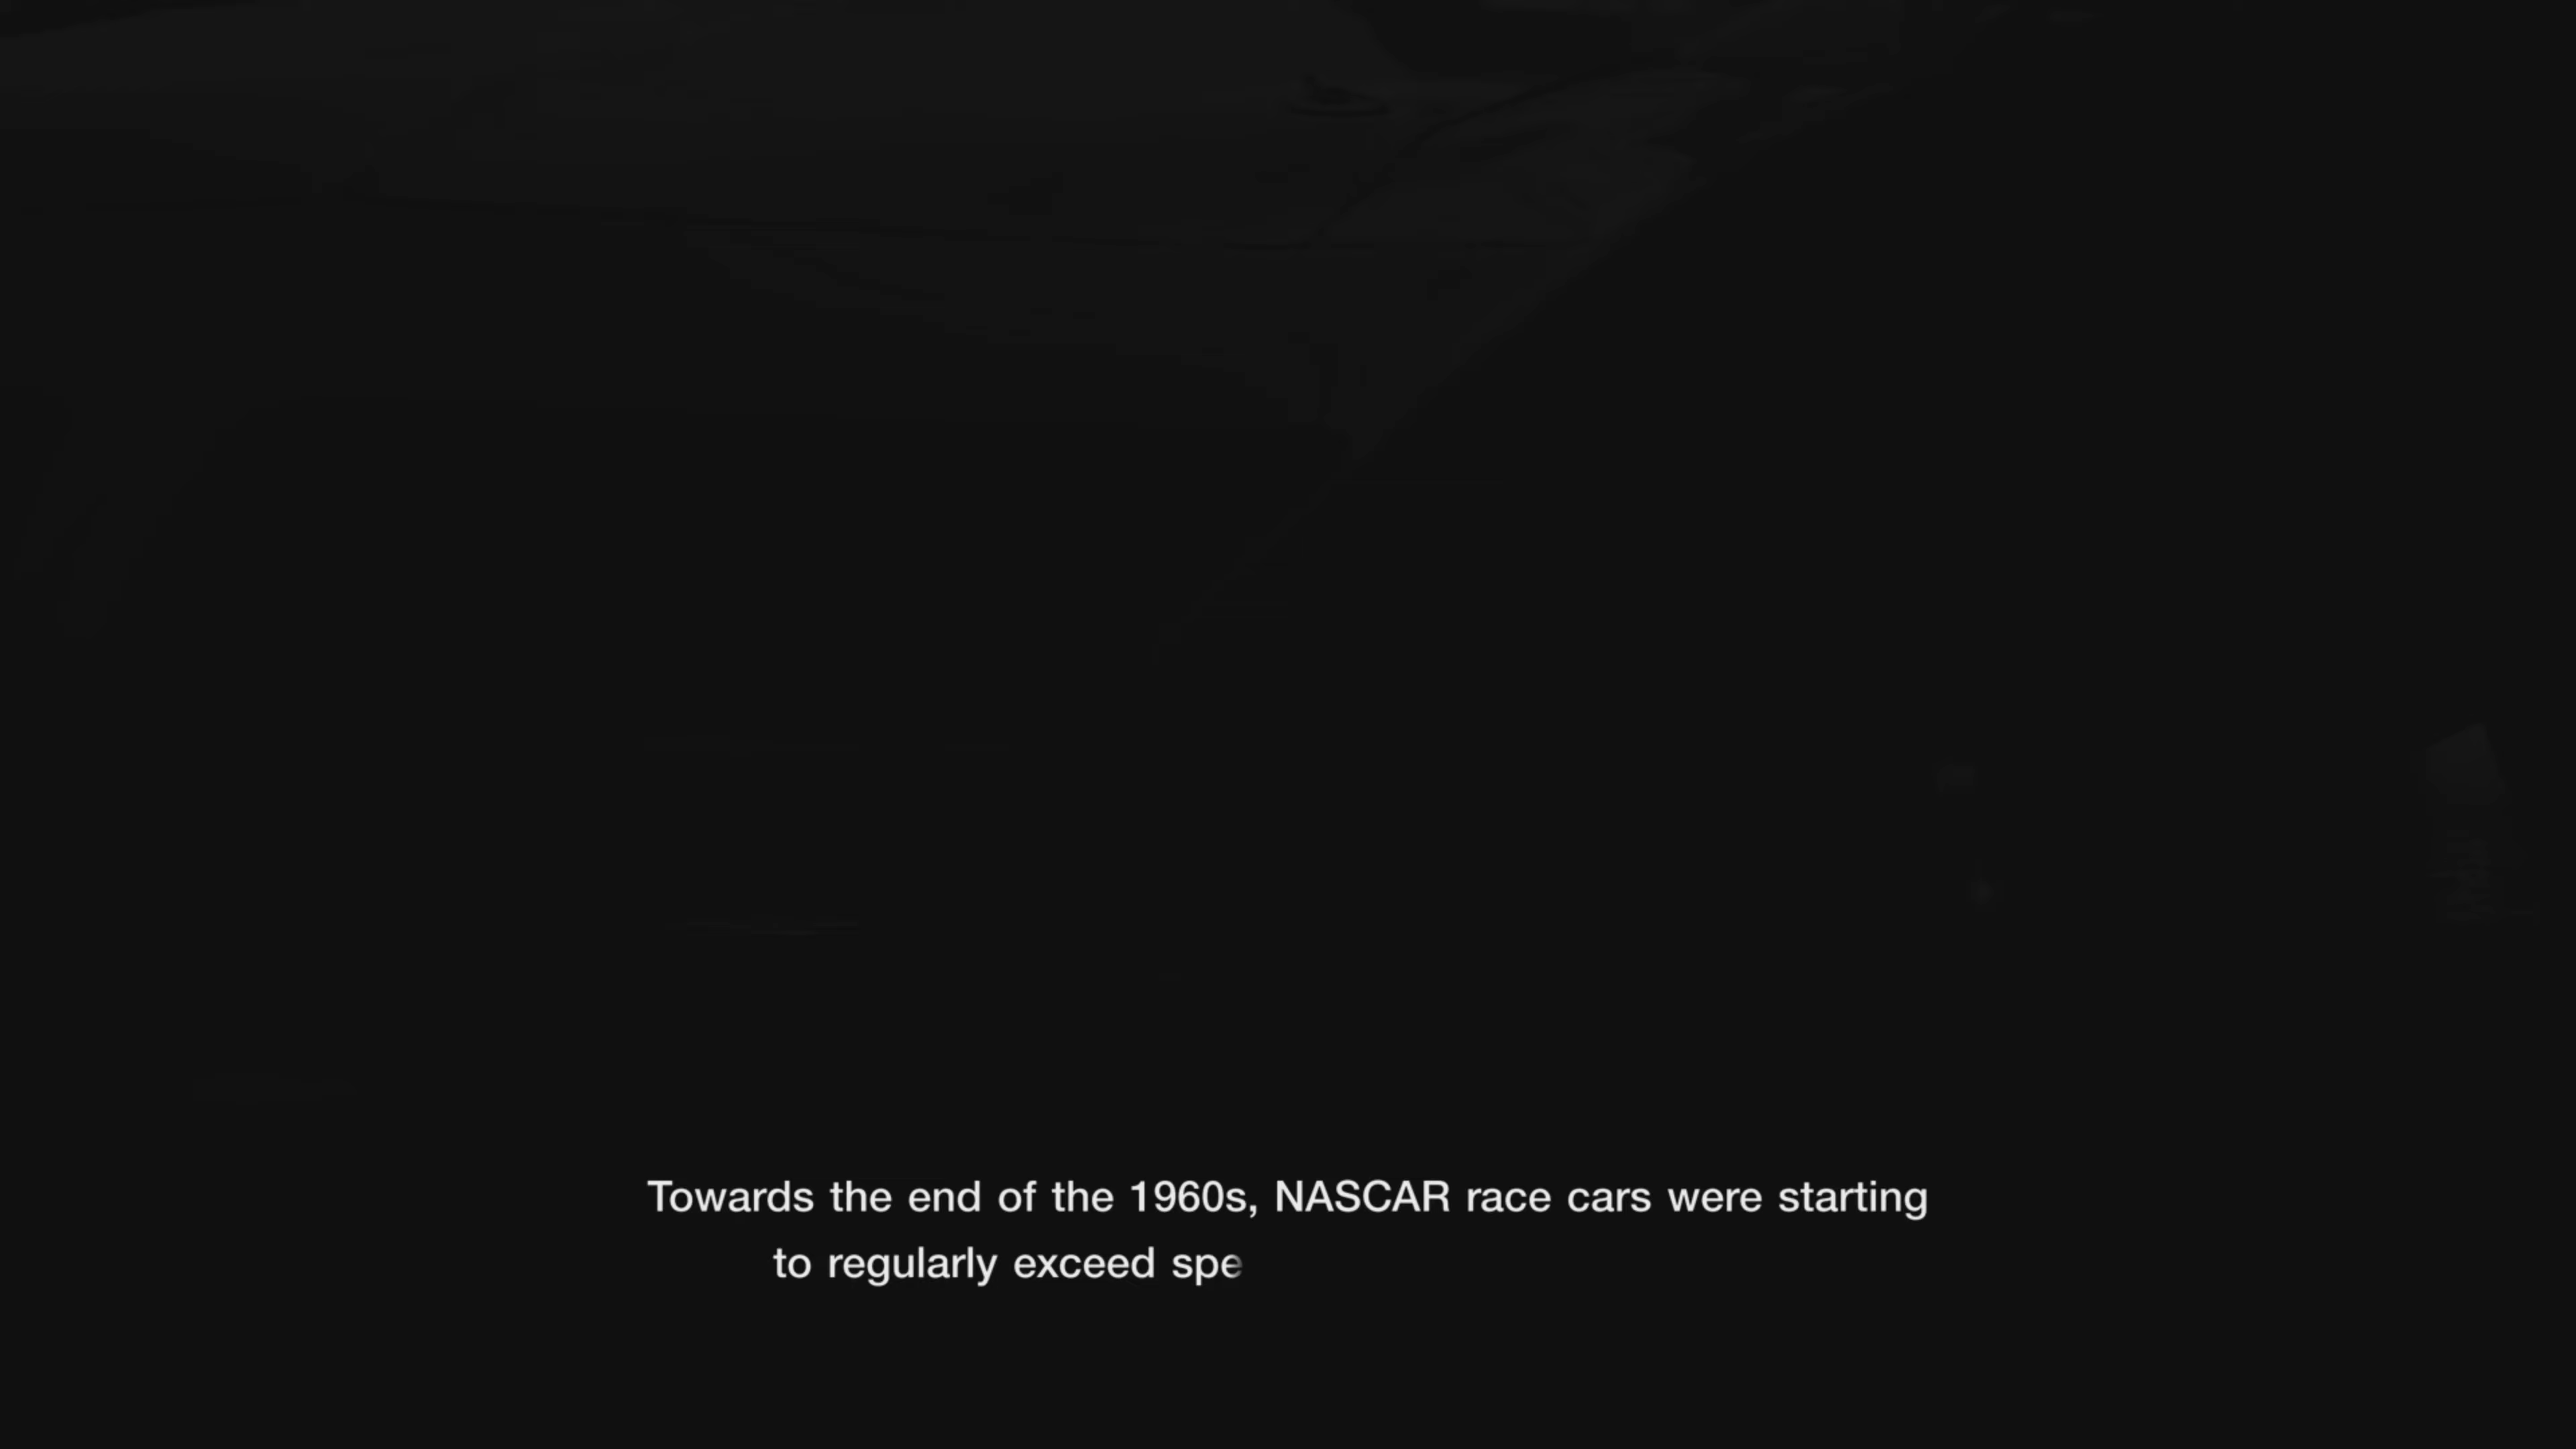 Towards the end of the 1960s, NASCAR race cars were starting
to regularly exceed spe